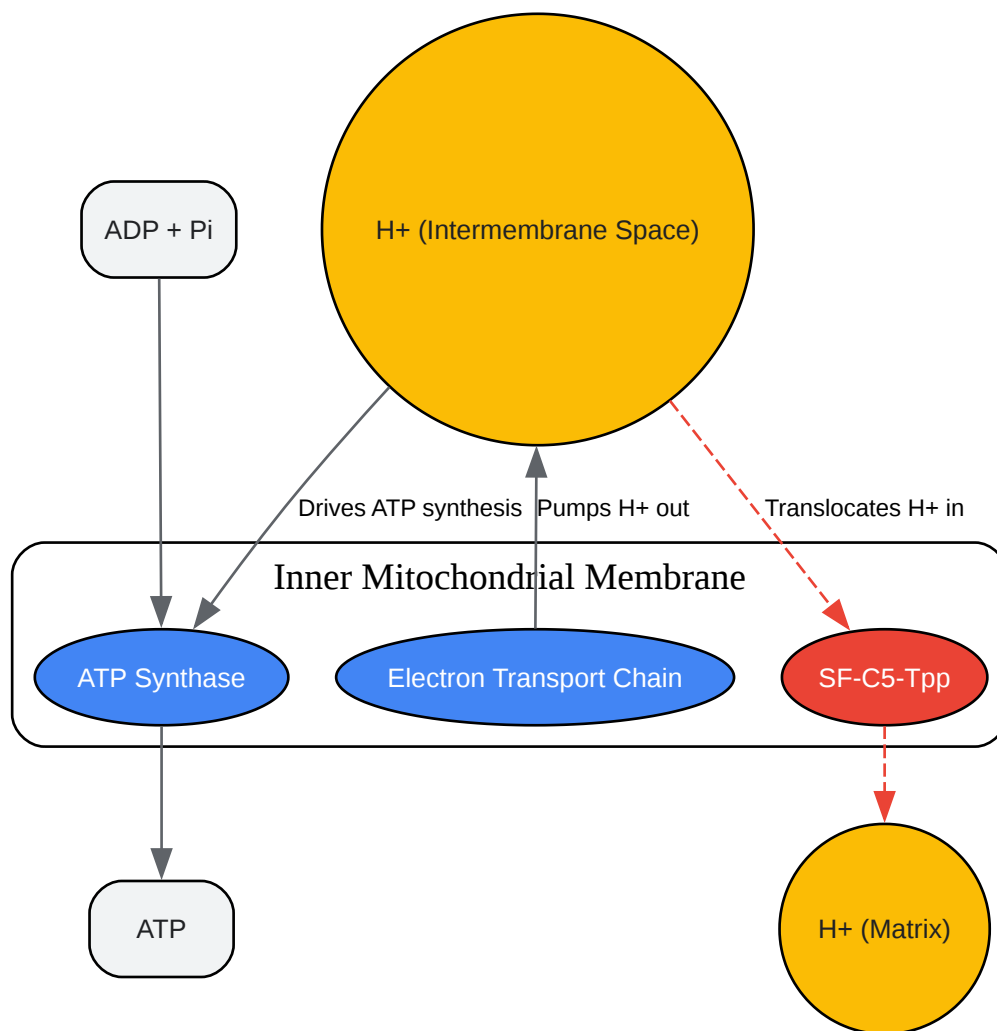 H+ (Intermembrane Space)
ADP + Pi
Drives ATP synthesis
Pumps H+ out
Translocates H+ in
Inner Mitochondrial Membrane
ATP Synthase
Electron Transport Chain
SF-C5-Tpp
ATP
H+ (Matrix)